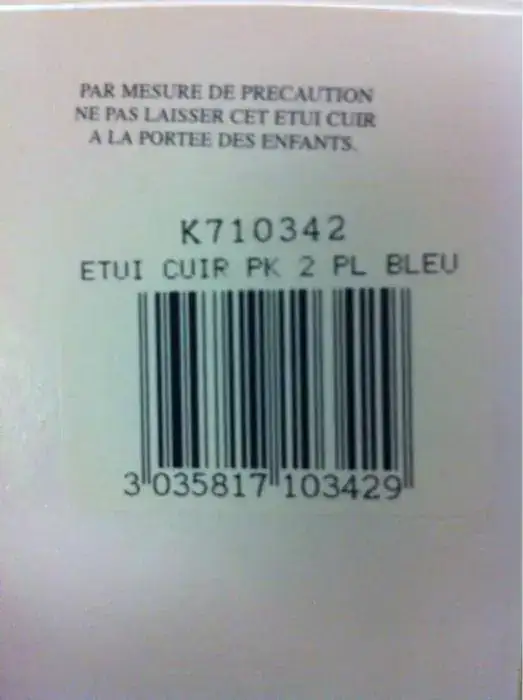 PAR MESURE DE PRECAUTION
NE PAS LAISSER CET ETUI CUIR
A LA PORTEE DES ENFANTS.
K710342
ETUI CUIR PK 2 PL BLEU
3 035817 103429